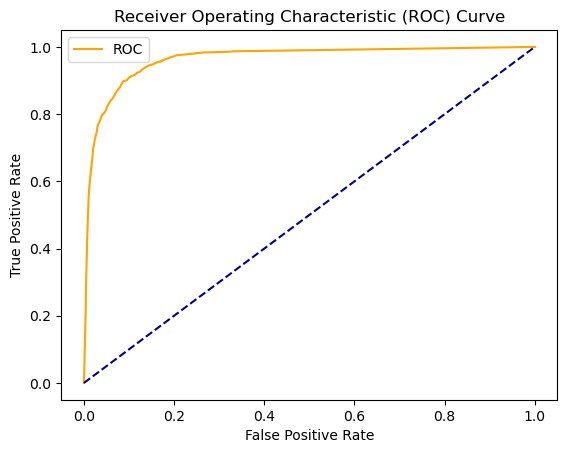 Receiver Operating Characteristic (ROC) Curve
ROC
1.0
0.8
0.6
0.4
0.2
0.0
True Positive Rate
0.0 0.2 0.4 0.6 0.8 1.0
False Positive Rate